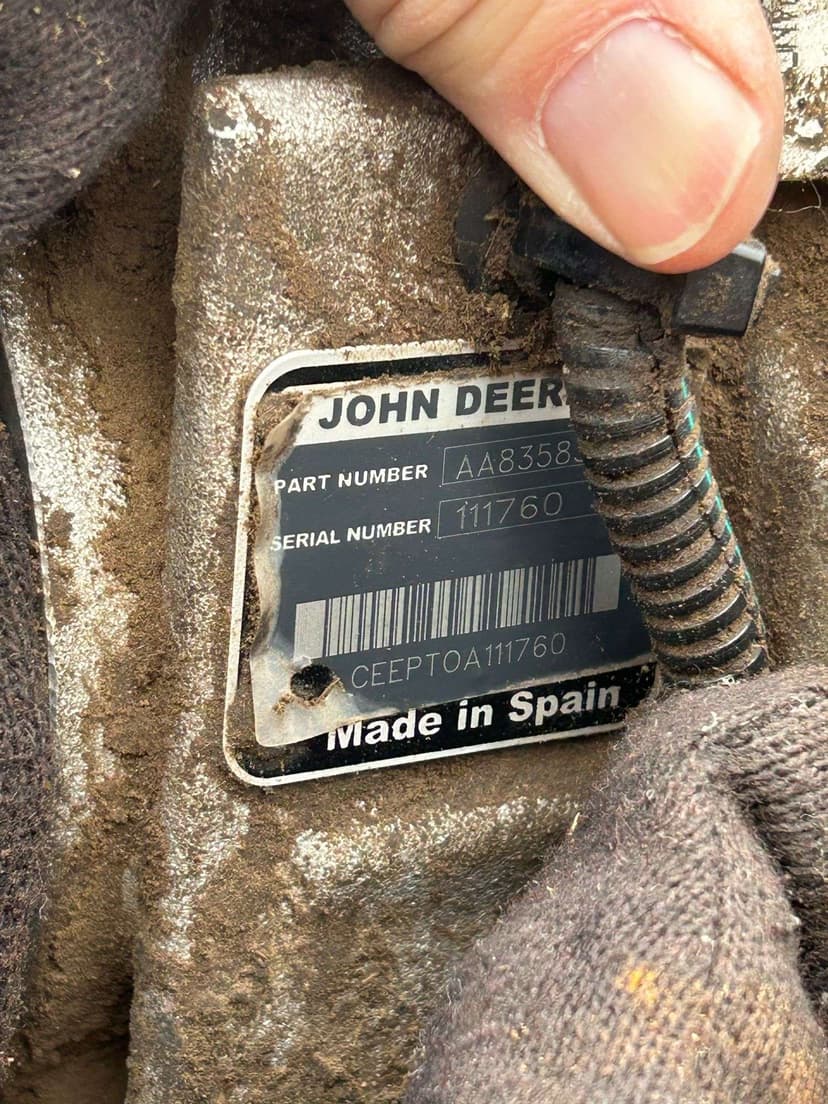 JOHN DEER
PART NUMBER AA8358
SERIAL NUMBER 111760
CEEPTOA111760
Made in Spain